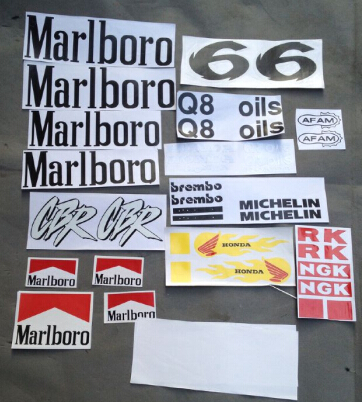 Marlboro
Marlboro
Marlboro
Marlboro
66
Q8 oils
Q8 oils
AFAM
AFAM
brembo
brembo
MICHELIN
MICHELIN
CBR CBR
HONDA
HONDA
RK
RK
NGK
NGK
Marlboro
Marlboro
Marlboro
Marlboro